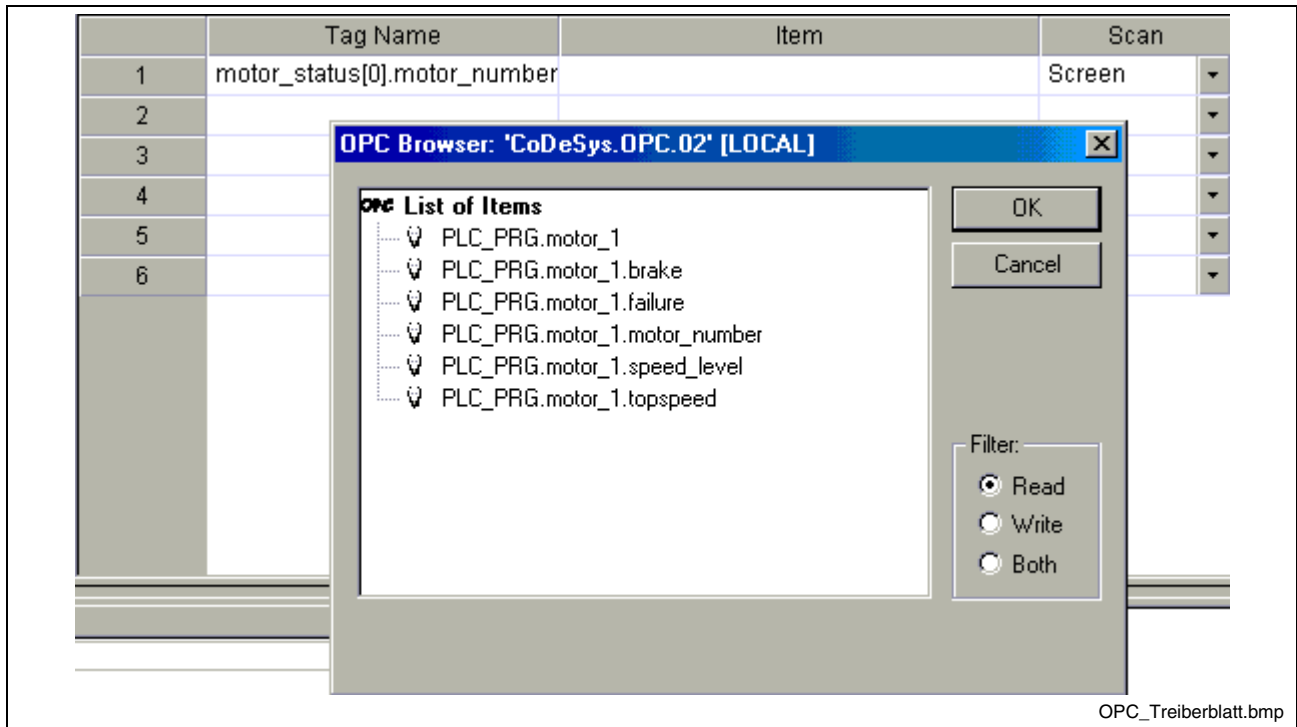 Tag Name Item Scan
1 motor_status[0].motor_number Screen
2
3
4
5
6
OPC Browser: 'CoDeSys.OPC.02' [LOCAL]
OPC List of Items
PLC_PRG.motor_1
PLC_PRG.motor_1.brake
PLC_PRG.motor_1.failure
PLC_PRG.motor_1.motor_number
PLC_PRG.motor_1.speed_level
PLC_PRG.motor_1.topspeed
OK
Cancel
Filter:
Read
Write
Both
OPC_Treiberblatt.bmp